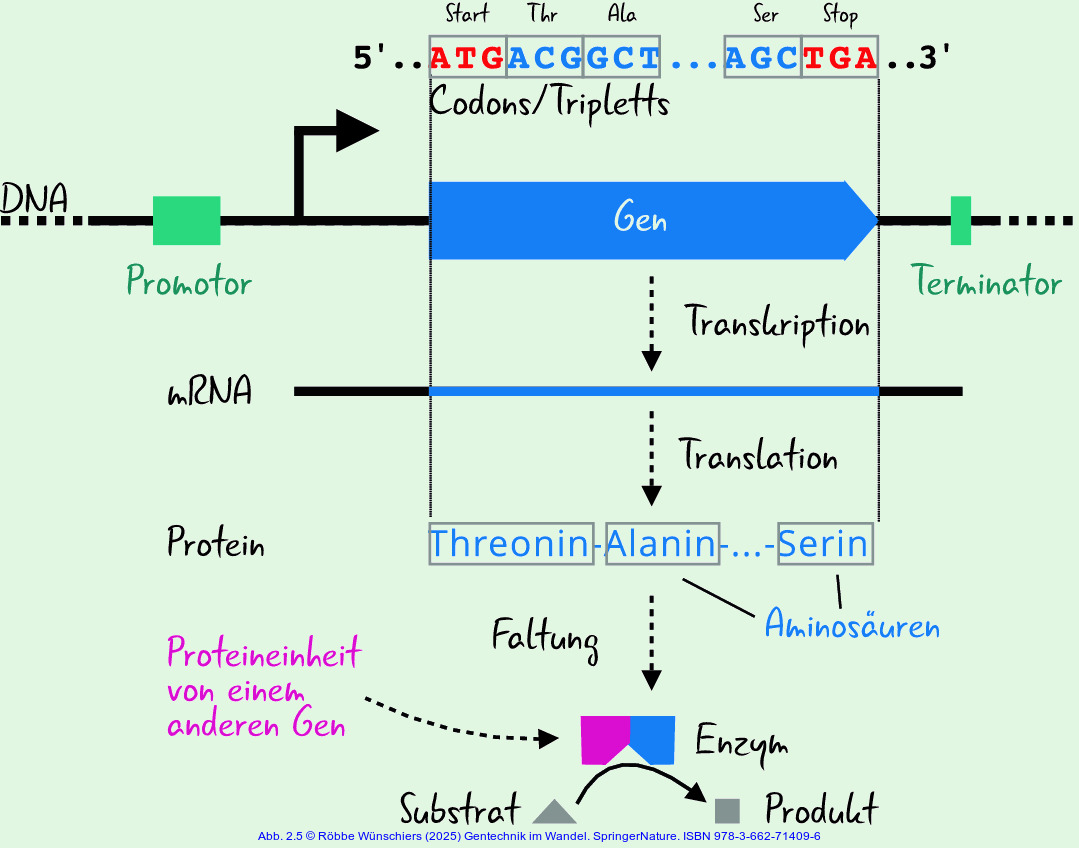 Start Thr Ala Ser Stop
5'..ATGACGGCT...AGCTGA..3'
Codons/Tripletts
DNA
Gen
Promotor
Terminator
Transkription
mRNA
Translation
Protein
Threonin-Alanin-...-Serin
Aminosäuren
Faltung
Proteineinheit
von einem
anderen Gen
Enzym
Substrat
Produkt
Abb. 2.5 © Röbbe Wünschiers (2025) Gentechnik im Wandel. SpringerNature. ISBN 978-3-662-71409-6